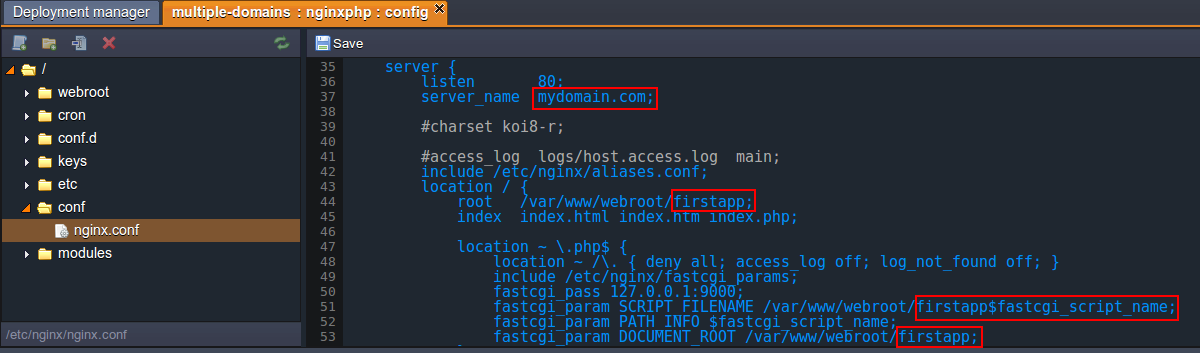 Deployment manager
multiple-domains : nginxphp : config
Save
/
webroot
cron
conf.d
keys
etc
conf
nginx.conf
modules
/etc/nginx/nginx.conf
35 server {
36 listen 80;
37 server_name mydomain.com;
38
39 #charset koi8-r;
40
41 #access_log logs/host.access.log main;
42 include /etc/nginx/aliases.conf;
43 location / {
44 root /var/www/webroot/firstapp;
45 index index.html index.htm index.php;
46
47 location ~ \.php$ {
48 location ~ /\. { deny all; access_log off; log_not_found off; }
49 include /etc/nginx/fastcgi_params;
50 fastcgi_pass 127.0.0.1:9000;
51 fastcgi_param SCRIPT_FILENAME /var/www/webroot/firstapp$fastcgi_script_name;
52 fastcgi_param PATH_INFO $fastcgi_script_name;
53 fastcgi_param DOCUMENT_ROOT /var/www/webroot/firstapp;